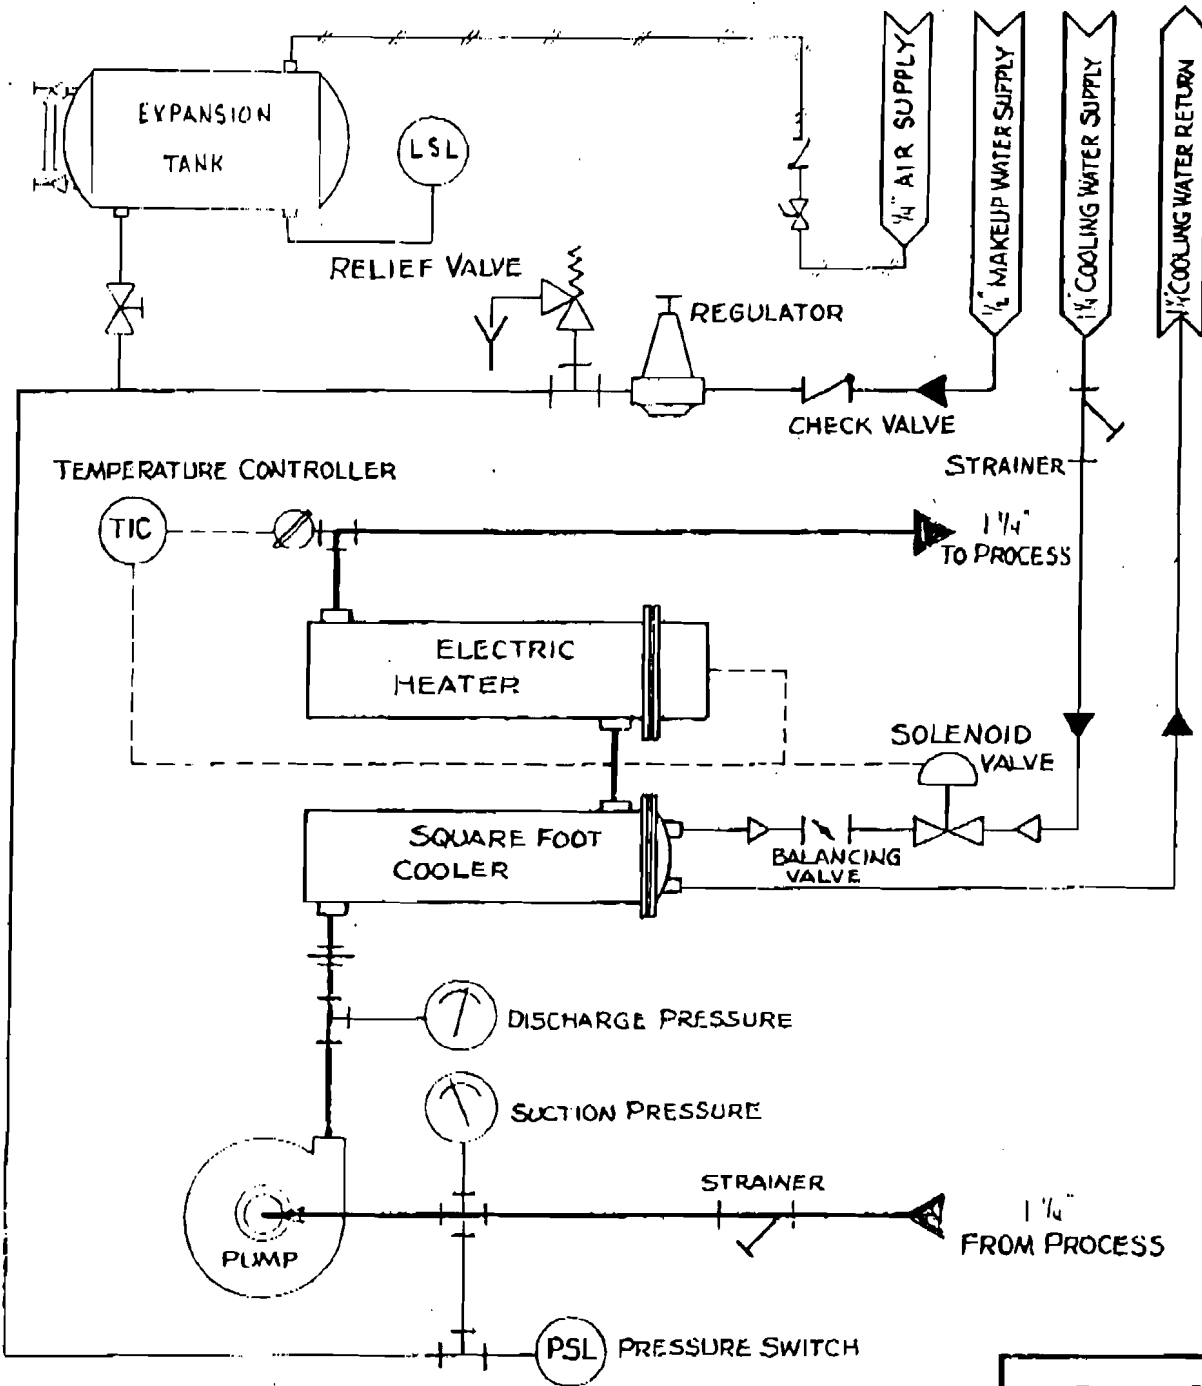 EXPANSION
TANK
LSL
1/4" AIR SUPPLY
1/2" MAKEUP WATER SUPPLY
1 1/4" COOLING WATER SUPPLY
1 1/4" COOLING WATER RETURN
RELIEF VALVE
REGULATOR
CHECK VALVE
STRAINER
TEMPERATURE CONTROLLER
TIC
1 1/4"
TO PROCESS
ELECTRIC
HEATER
SOLENOID
VALVE
SQUARE FOOT
COOLER
BALANCING
VALVE
DISCHARGE PRESSURE
SUCTION PRESSURE
STRAINER
PUMP
1 1/4"
FROM PROCESS
PSL PRESSURE SWITCH